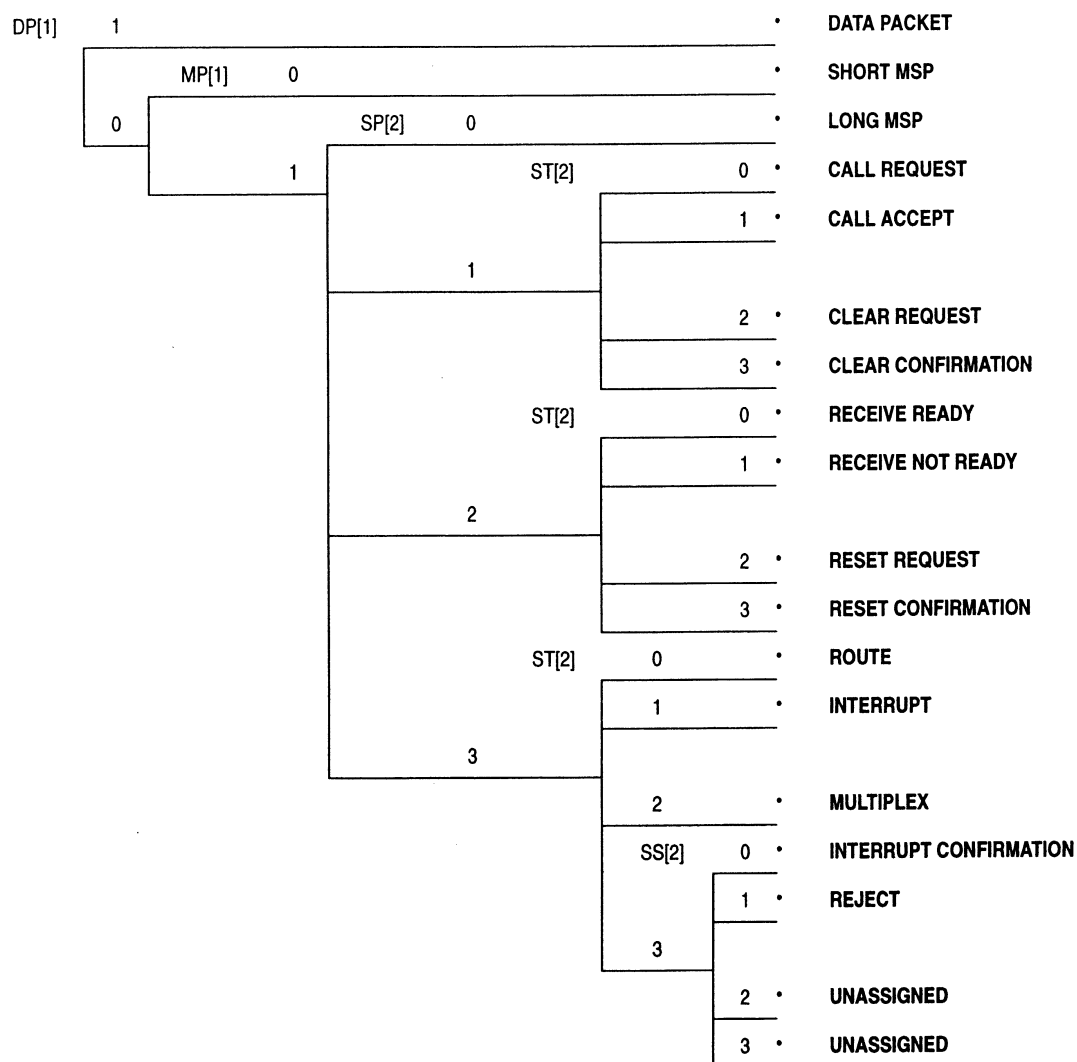 DP[1] 1 • DATA PACKET
MP[1] 0 • SHORT MSP
0 SP[2] 0 • LONG MSP
1 ST[2] 0 • CALL REQUEST
1 • CALL ACCEPT
1
2 • CLEAR REQUEST
3 • CLEAR CONFIRMATION
ST[2] 0 • RECEIVE READY
1 • RECEIVE NOT READY
2
2 • RESET REQUEST
3 • RESET CONFIRMATION
ST[2] 0 • ROUTE
1 • INTERRUPT
3
2 • MULTIPLEX
SS[2] 0 • INTERRUPT CONFIRMATION
1 • REJECT
3
2 • UNASSIGNED
3 • UNASSIGNED